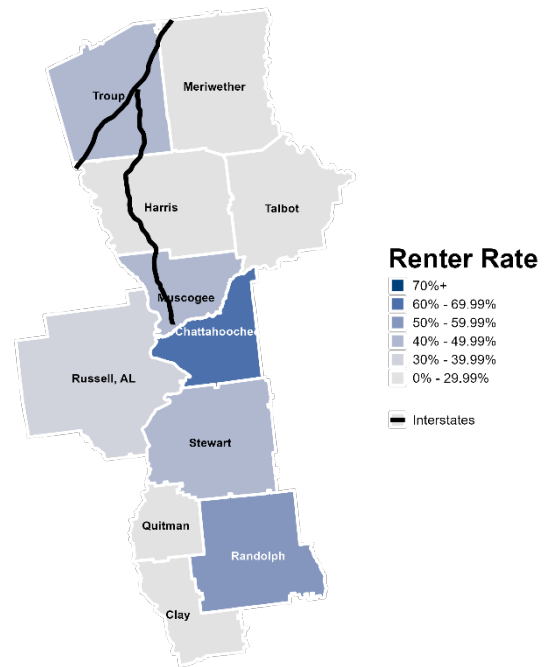 Meriwether
Troup
Harris
Talbot
Muscogee
Chattahoochee
Russell, AL
Stewart
Quitman
Randolph
Clay
Renter Rate
70%+
60% - 69.99%
50% - 59.99%
40% - 49.99%
30% - 39.99%
0% - 29.99%
Interstates